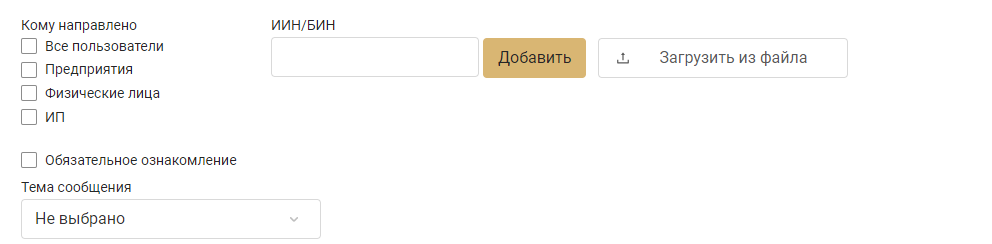 Кому направлено
Все пользователи
Предприятия
Физические лица
ИП
ИИН/БИН
Добавить
Загрузить из файла
Обязательное ознакомление
Тема сообщения
Не выбрано